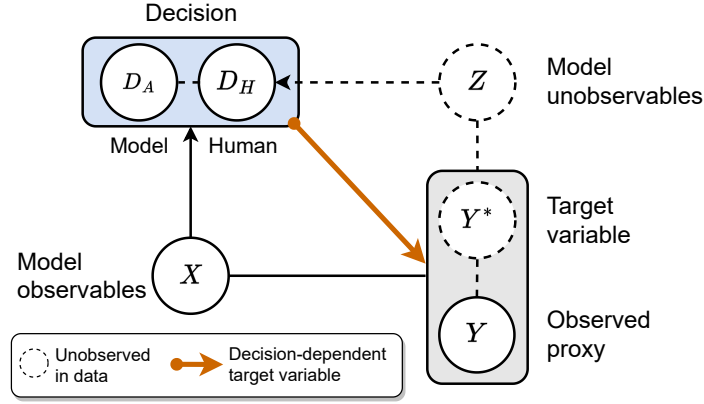 Decision
D_A
D_H
Z
Model
unobservables
Model
Human
Y*
Target
variable
Model
observables
X
Y
Observed
proxy
Unobserved
in data
Decision-dependent
target variable